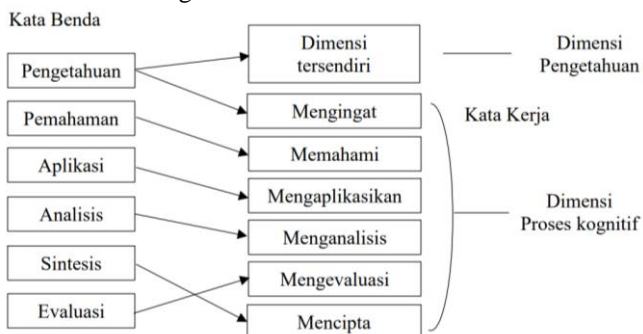 Kata Benda
Pengetahuan
Pemahaman
Aplikasi
Analisis
Sintesis
Evaluasi
Dimensi
tersendiri
Mengingat
Memahami
Mengaplikasikan
Menganalisis
Mengevaluasi
Mencipta
Dimensi
Pengetahuan
Kata Kerja
Dimensi
Proses kognitif